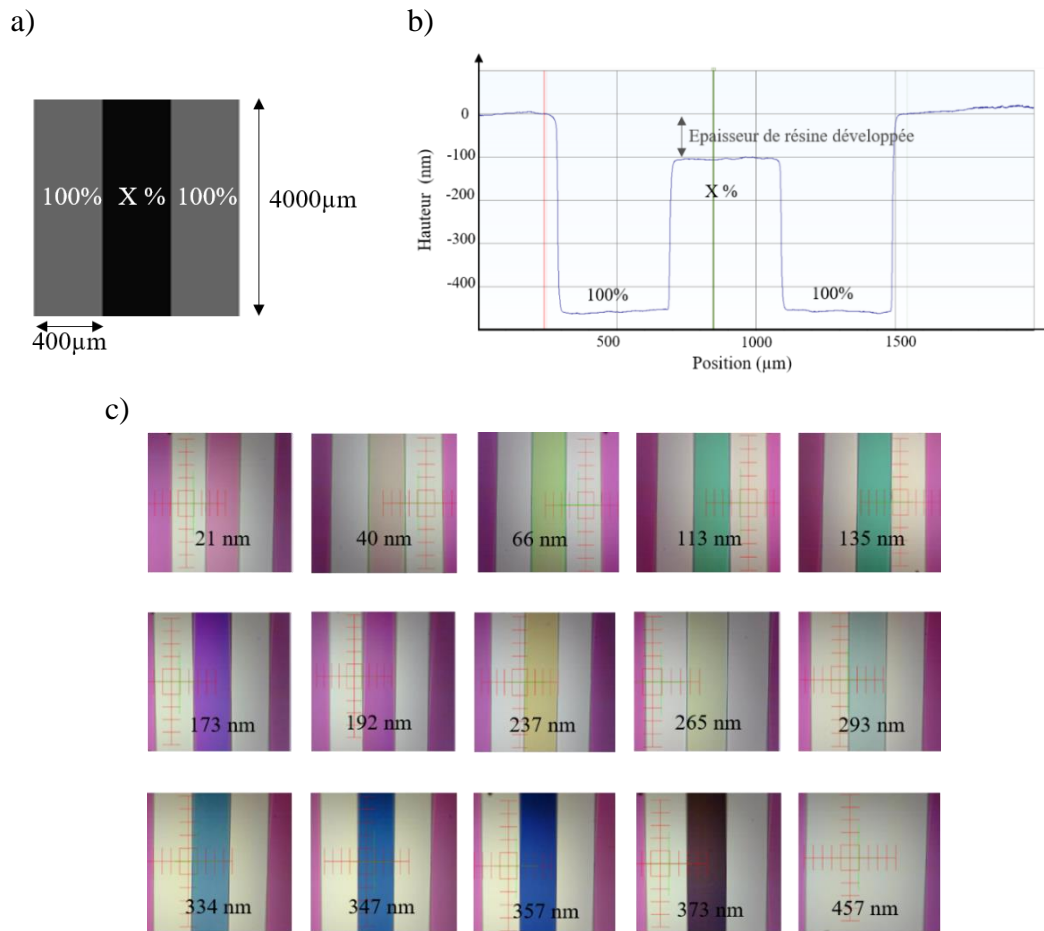 a)
100% X % 100%
4000µm
400µm
b)
0
-100
-200
-300
-400
Hauteur (nm)
Epaisseur de résine développée
X %
100% 100%
500 1000 1500
Position (µm)
c)
21 nm 40 nm 66 nm 113 nm 135 nm
173 nm 192 nm 237 nm 265 nm 293 nm
334 nm 347 nm 357 nm 373 nm 457 nm